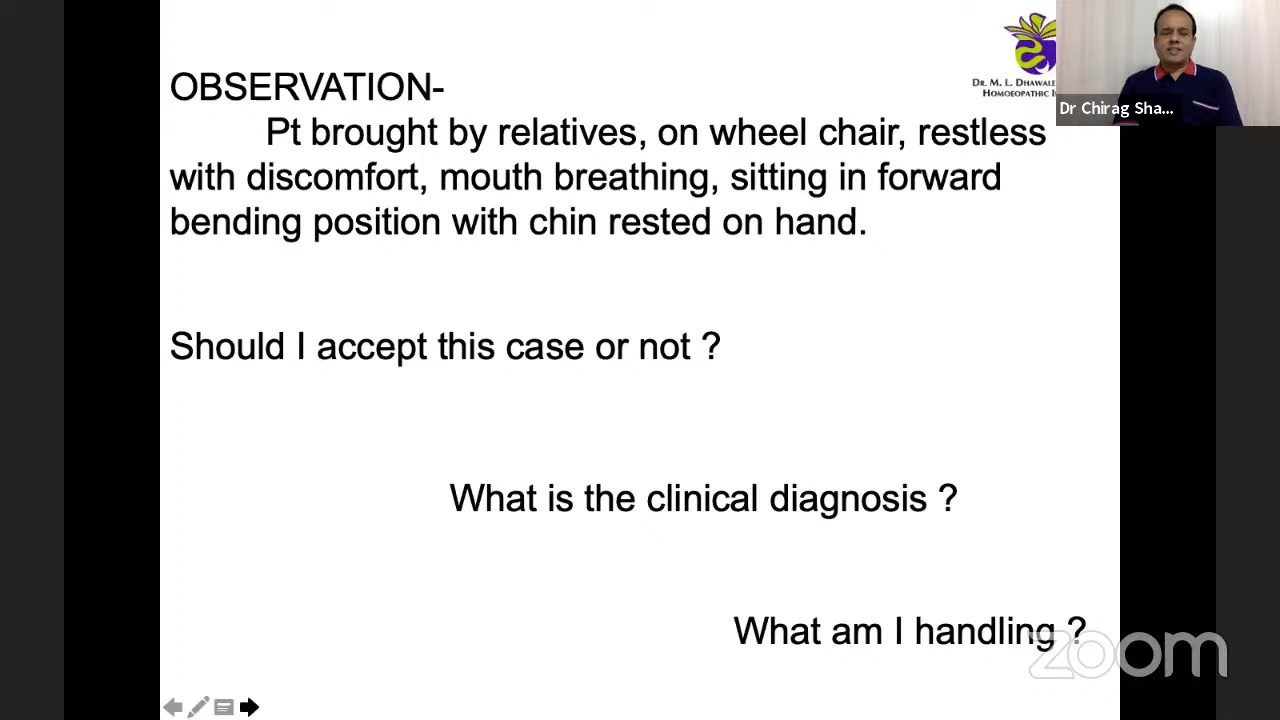 OBSERVATION-
Pt brought by relatives, on wheel chair, restless
with discomfort, mouth breathing, sitting in forward
bending position with chin rested on hand.
Should I accept this case or not ?
What is the clinical diagnosis ?
What am I handling ?
DR. M. L. DHAWALE
HOMOEOPATHIC I
Dr Chirag Sha...
zoom